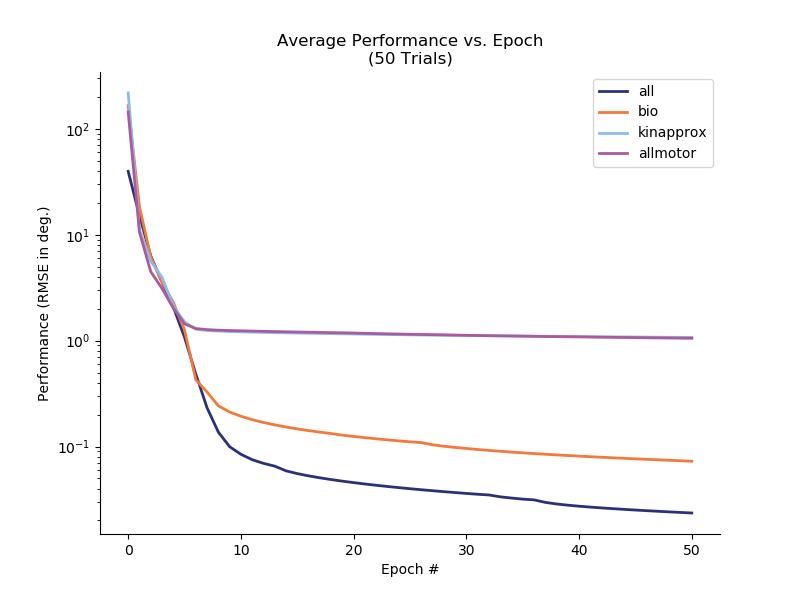 Average Performance vs. Epoch
(50 Trials)
all
bio
kinapprox
allmotor
Performance (RMSE in deg.)
10²
10¹
10⁰
10⁻¹
0 10 20 30 40 50
Epoch #